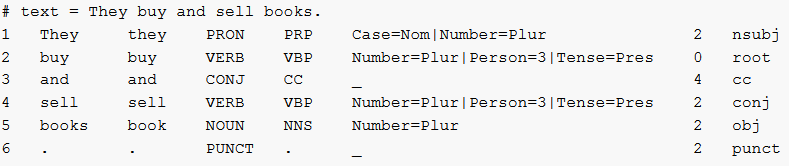 # text = They buy and sell books.
1 They they PRON PRP Case=Nom|Number=Plur 2 nsubj
2 buy buy VERB VBP Number=Plur|Person=3|Tense=Pres 0 root
3 and and CONJ CC _ 4 cc
4 sell sell VERB VBP Number=Plur|Person=3|Tense=Pres 2 conj
5 books book NOUN NNS Number=Plur 2 obj
6 . . PUNCT . _ 2 punct